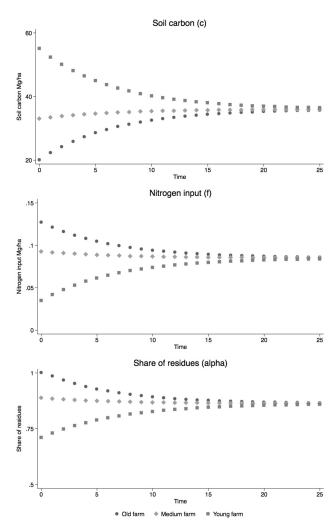 Soil carbon (c)
60
40
20
Soil carbon Mg/ha
0 5 10 15 20 25
Time
Nitrogen input (f)
.15
.1
.05
0
Nitrogen input Mg/ha
0 5 10 15 20 25
Time
Share of residues (alpha)
1
.75
.5
Share of residues
0 5 10 15 20 25
Time
Old farm Medium farm Young farm